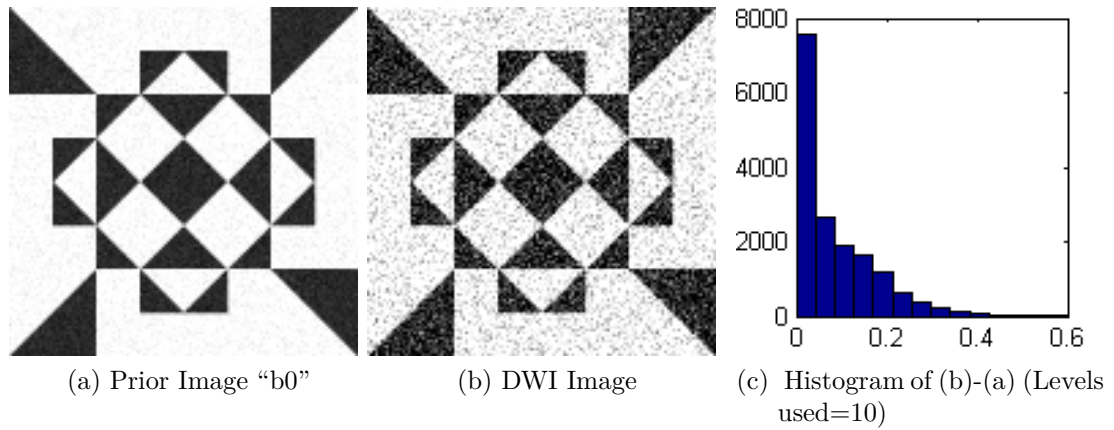 8000
6000
4000
2000
0
0 0.2 0.4 0.6
(a) Prior Image “b0”
(b) DWI Image
(c) Histogram of (b)-(a) (Levels
used=10)